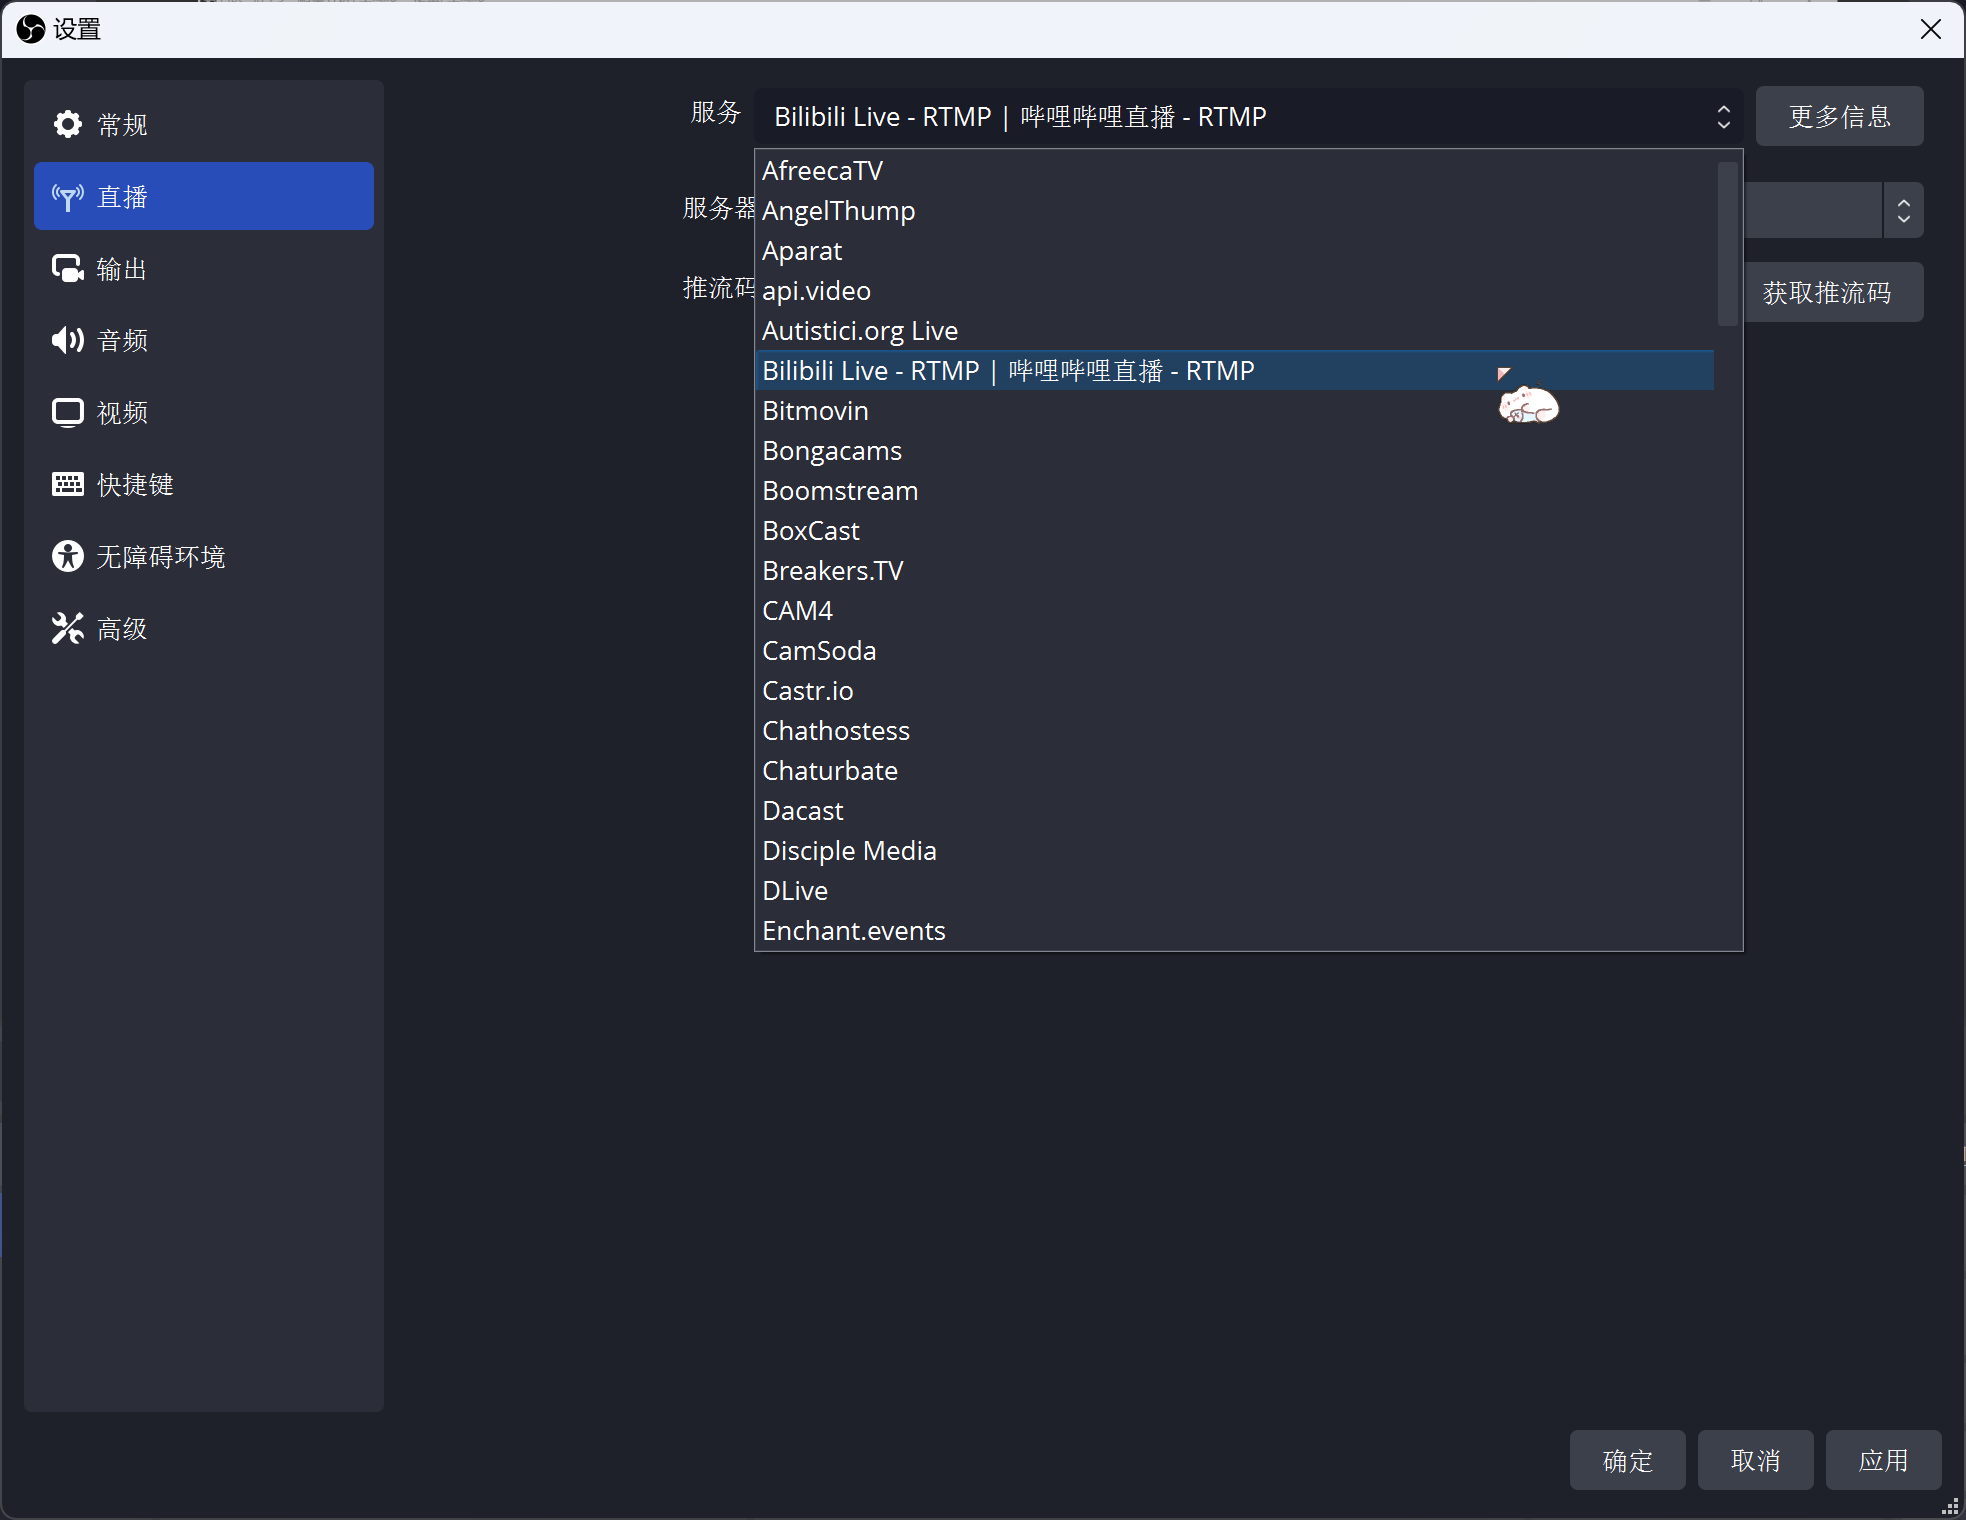 设置
常规
直播
输出
音频
视频
快捷键
无障碍环境
高级
服务
Bilibili Live - RTMP | 哔哩哔哩直播 - RTMP
更多信息
服务器
推流码
获取推流码
AfreecaTV
AngelThump
Aparat
api.video
Autistici.org Live
Bilibili Live - RTMP | 哔哩哔哩直播 - RTMP
Bitmovin
Bongacams
Boomstream
BoxCast
Breakers.TV
CAM4
CamSoda
Castr.io
Chathostess
Chaturbate
Dacast
Disciple Media
DLive
Enchant.events
确定
取消
应用